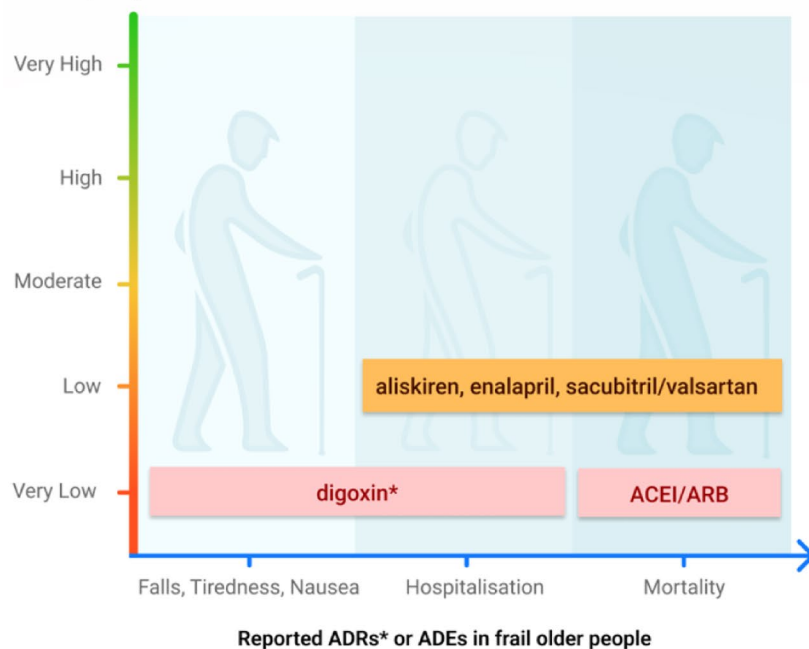 Very High
High
Moderate
Low
Very Low
aliskiren, enalapril, sacubitril/valsartan
digoxin*
ACEI/ARB
Falls, Tiredness, Nausea
Hospitalisation
Mortality
Reported ADRs* or ADEs in frail older people